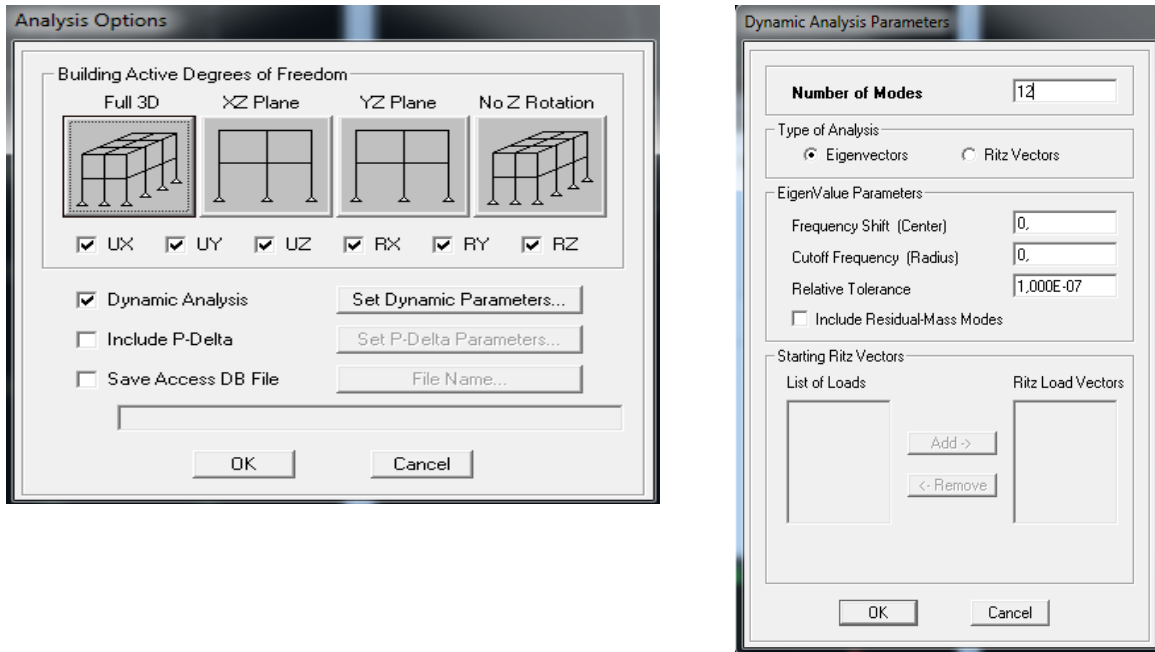 Analysis Options
Building Active Degrees of Freedom
Full 3D XZ Plane YZ Plane No Z Rotation
UX UY UZ RX RY RZ
Dynamic Analysis Set Dynamic Parameters...
Include P-Delta Set P-Delta Parameters...
Save Access DB File File Name...
OK Cancel
Dynamic Analysis Parameters
Number of Modes 12
Type of Analysis
Eigenvectors Ritz Vectors
EigenValue Parameters
Frequency Shift (Center) 0,
Cutoff Frequency (Radius) 0,
Relative Tolerance 1,000E-07
Include Residual-Mass Modes
Starting Ritz Vectors
List of Loads Ritz Load Vectors
Add ->
<- Remove
OK Cancel